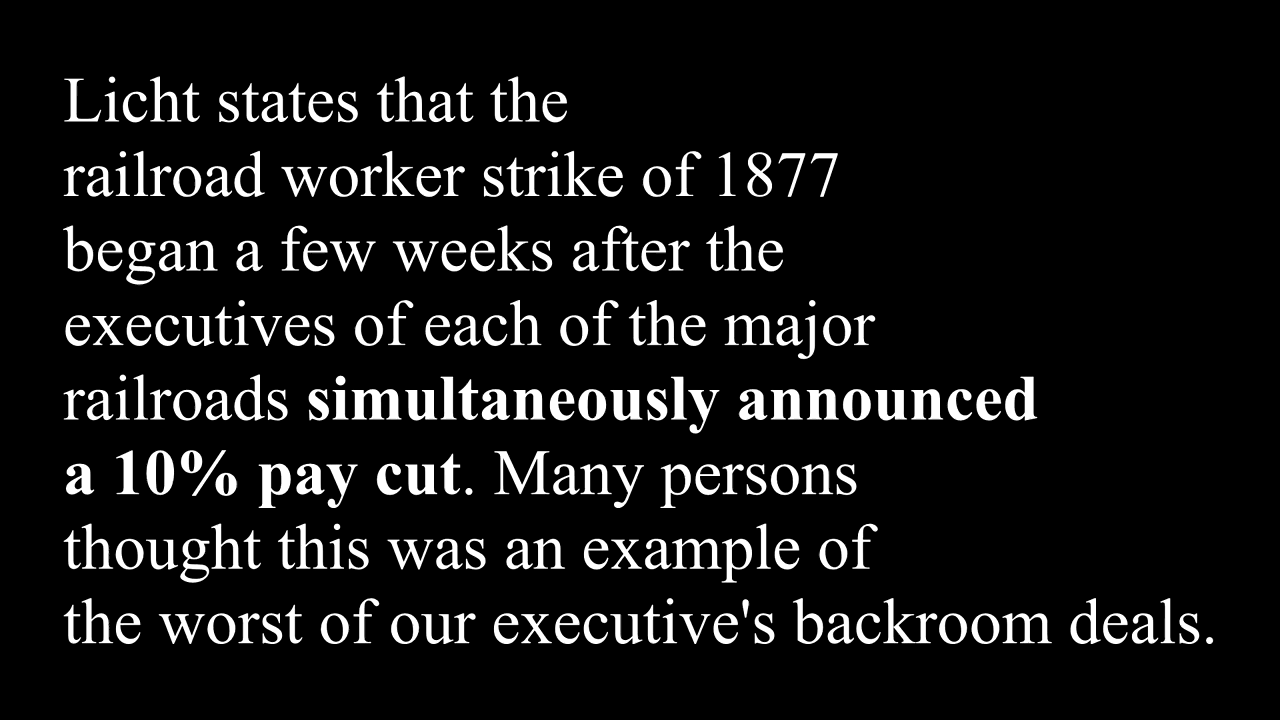 Licht states that the
railroad worker strike of 1877
began a few weeks after the
executives of each of the major
railroads simultaneously announced
a 10% pay cut. Many persons
thought this was an example of
the worst of our executive's backroom deals.